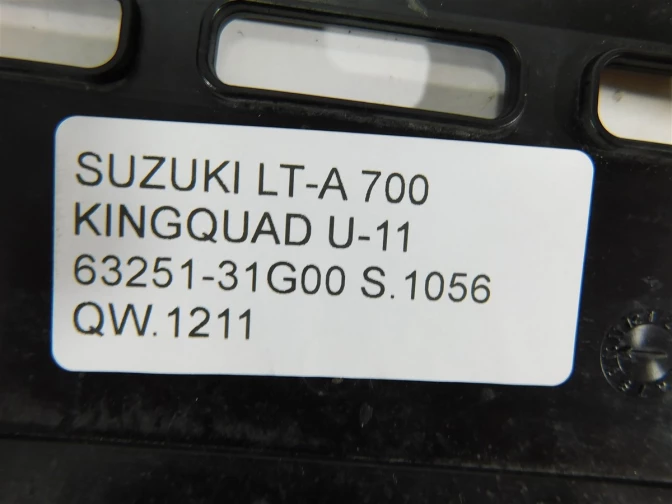 SUZUKI LT-A 700
KINGQUAD U-11
63251-31G00 S.1056
QW.1211